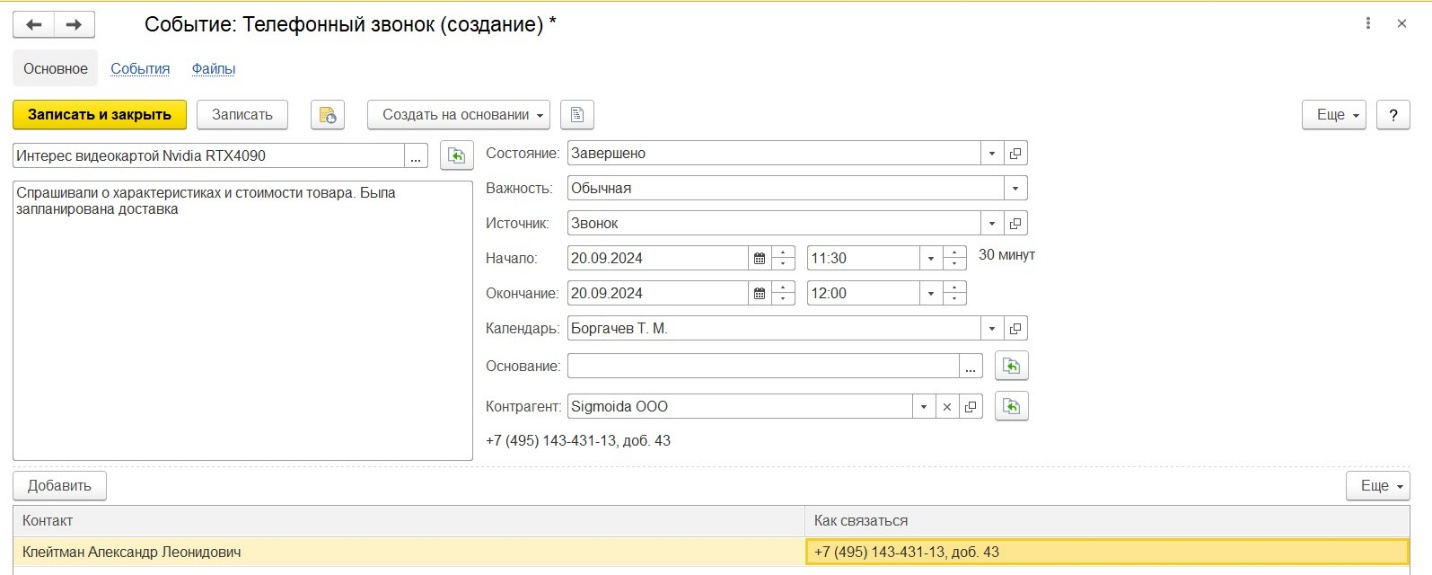 Событие: Телефонный звонок (создание) *
Основное События Файлы
Записать и закрыть Записать Создать на основании Еще ?
Интерес видеокартой Nvidia RTX4090 ... Состояние: Завершено
Спрашивали о характеристиках и стоимости товара. Была
запланирована доставка
Важность: Обычная
Источник: Звонок
Начало: 20.09.2024 11:30 30 минут
Окончание: 20.09.2024 12:00
Календарь: Боргачев Т. М.
Основание: ...
Контрагент: Sigmoida ООО
+7 (495) 143-431-13, доб. 43
Добавить Еще
Контакт Как связаться
Клейтман Александр Леонидович +7 (495) 143-431-13, доб. 43